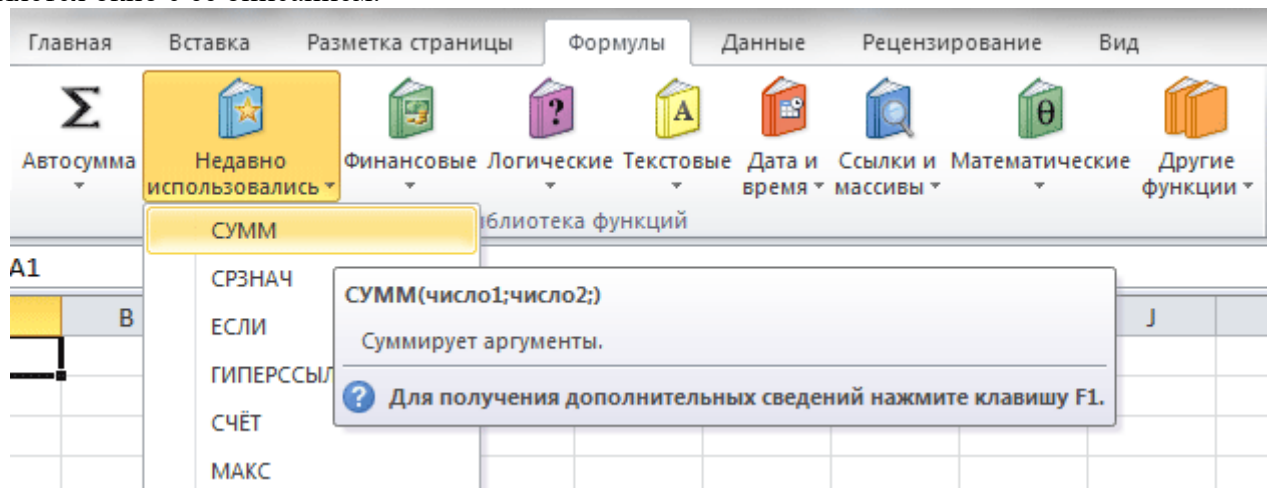 Главная Вставка Разметка страницы Формулы Данные Рецензирование Вид
Σ ? A θ
Автосумма Недавно использовались Финансовые Логические Текстовые Дата и время Ссылки и массивы Математические Другие функции
СУММ
блиотека функций
A1
СРЗНАЧ
СУММ(число1;число2;)
B
J
ЕСЛИ
Суммирует аргументы.
ГИПЕРССЫЛ
? Для получения дополнительных сведений нажмите клавишу F1.
СЧЁТ
МАКС